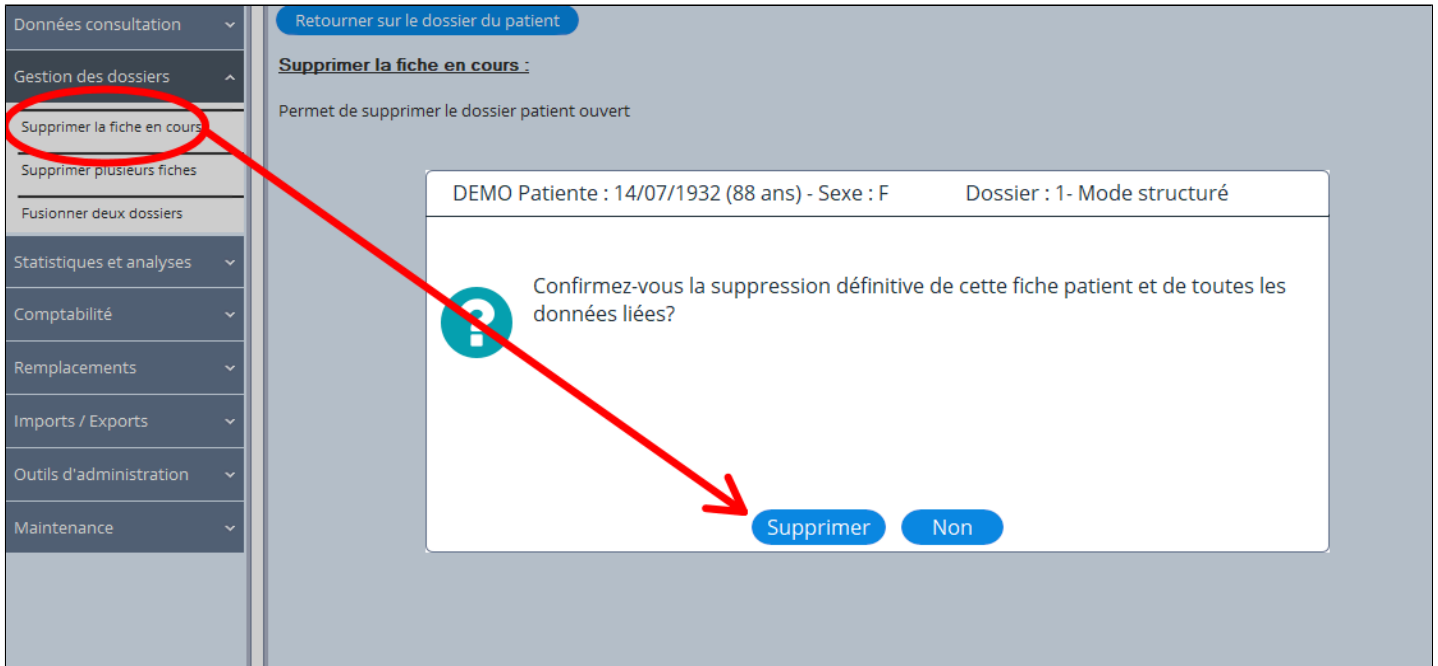 Données consultation
Gestion des dossiers
Supprimer la fiche en cours
Supprimer plusieurs fiches
Fusionner deux dossiers
Statistiques et analyses
Comptabilité
Remplacements
Imports / Exports
Outils d'administration
Maintenance
Retourner sur le dossier du patient
Supprimer la fiche en cours :
Permet de supprimer le dossier patient ouvert
DEMO Patiente : 14/07/1932 (88 ans) - Sexe : F Dossier : 1- Mode structuré
Confirmez-vous la suppression définitive de cette fiche patient et de toutes les
données liées?
Supprimer Non